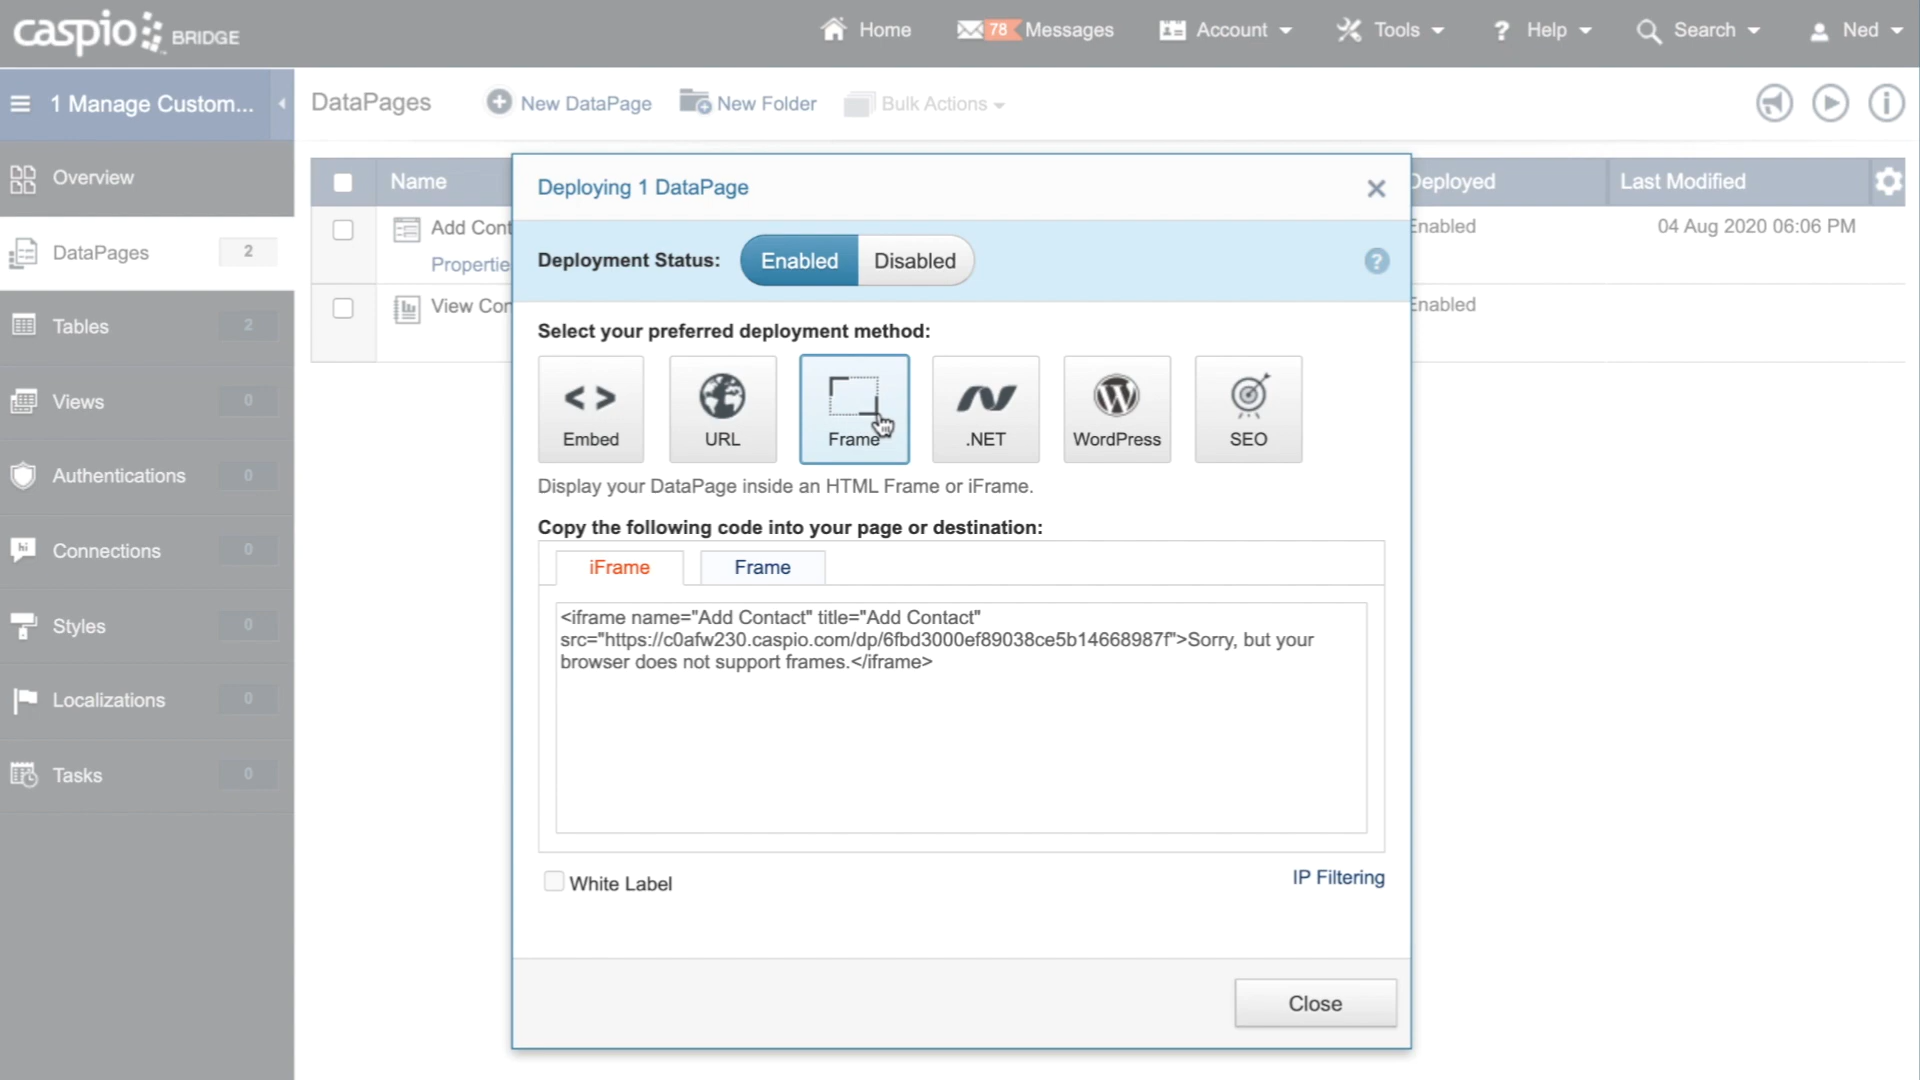 caspio BRIDGE
Home
78 Messages
Account
Tools
? Help
Search
Ned
1 Manage Custom...
DataPages
New DataPage
New Folder
Bulk Actions
Overview
DataPages 2
Tables 2
Views 0
Authentications 0
hi Connections 0
Styles 0
Localizations 0
Tasks 0
Name
Deployed
Last Modified
Add Cont
Propertie
Enabled
04 Aug 2020 06:06 PM
View Con
Enabled
Deploying 1 DataPage
Deployment Status: Enabled Disabled ?
Select your preferred deployment method:
Embed
URL
Frame
.NET
WordPress
SEO
Display your DataPage inside an HTML Frame or iFrame.
Copy the following code into your page or destination:
iFrame Frame
<iframe name="Add Contact" title="Add Contact"
src="https://c0afw230.caspio.com/dp/6fbd3000ef89038ce5b14668987f">Sorry, but your
browser does not support frames.</iframe>
White Label
IP Filtering
Close